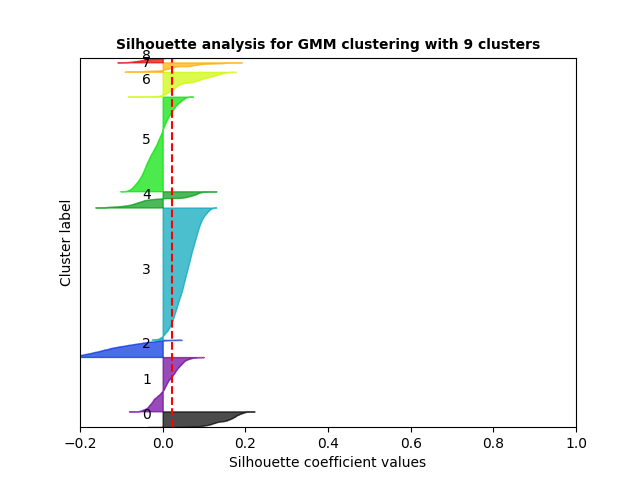 Silhouette analysis for GMM clustering with 9 clusters
8
7
6
5
4
3
2
1
0
Cluster label
−0.2 0.0 0.2 0.4 0.6 0.8 1.0
Silhouette coefficient values